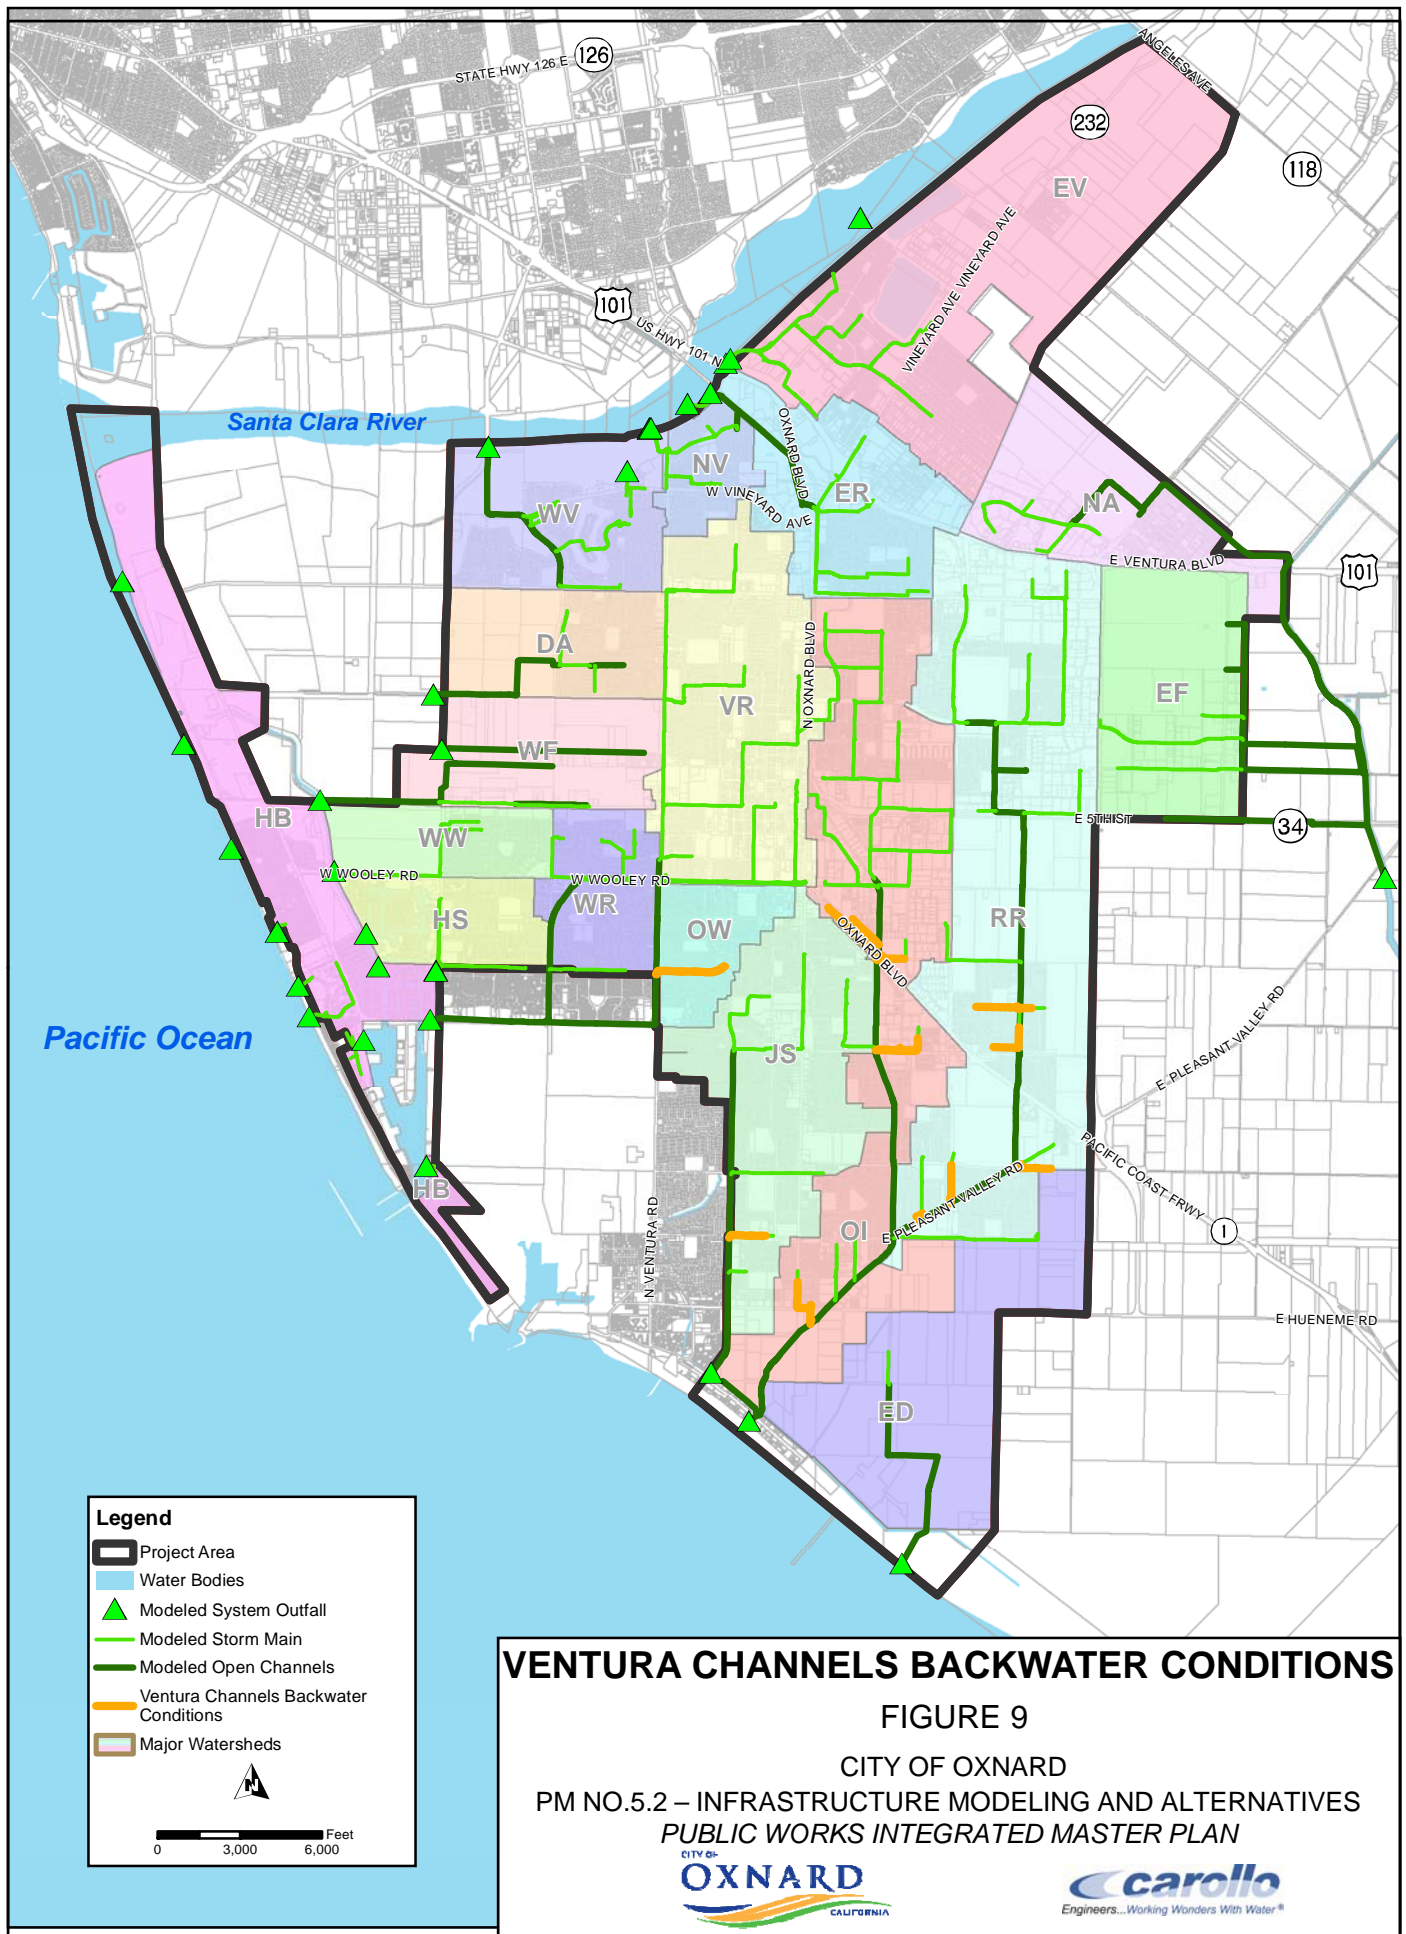 ANGELES AVE
STATE HWY 126 E
126
232
118
EV
VINEYARD AVE VINEYARD AVE
101
US HWY 101 N
Santa Clara River
OXNARD BLVD
NV
W VINEYARD AVE
ER
NA
WV
E VENTURA BLVD
101
DA
N OXNARD BLVD
EF
VR
WF
HB
E 5TH ST
34
WW
W WOOLEY RD
W WOOLEY RD
WR
HS
OW
OXNARD BLVD
RR
Pacific Ocean
JS
E PLEASANT VALLEY RD
PACIFIC COAST FRWY
HB
N VENTURA RD
E PLEASANT VALLEY RD
OI
1
E HUENEME RD
ED
Legend
Project Area
Water Bodies
Modeled System Outfall
Modeled Storm Main
Modeled Open Channels
Ventura Channels Backwater
Conditions
Major Watersheds
N
Feet
0 3,000 6,000
VENTURA CHANNELS BACKWATER CONDITIONS
FIGURE 9
CITY OF OXNARD
PM NO.5.2 – INFRASTRUCTURE MODELING AND ALTERNATIVES
PUBLIC WORKS INTEGRATED MASTER PLAN
CITY OF
OXNARD
CALIFORNIA
carollo
Engineers...Working Wonders With Water®